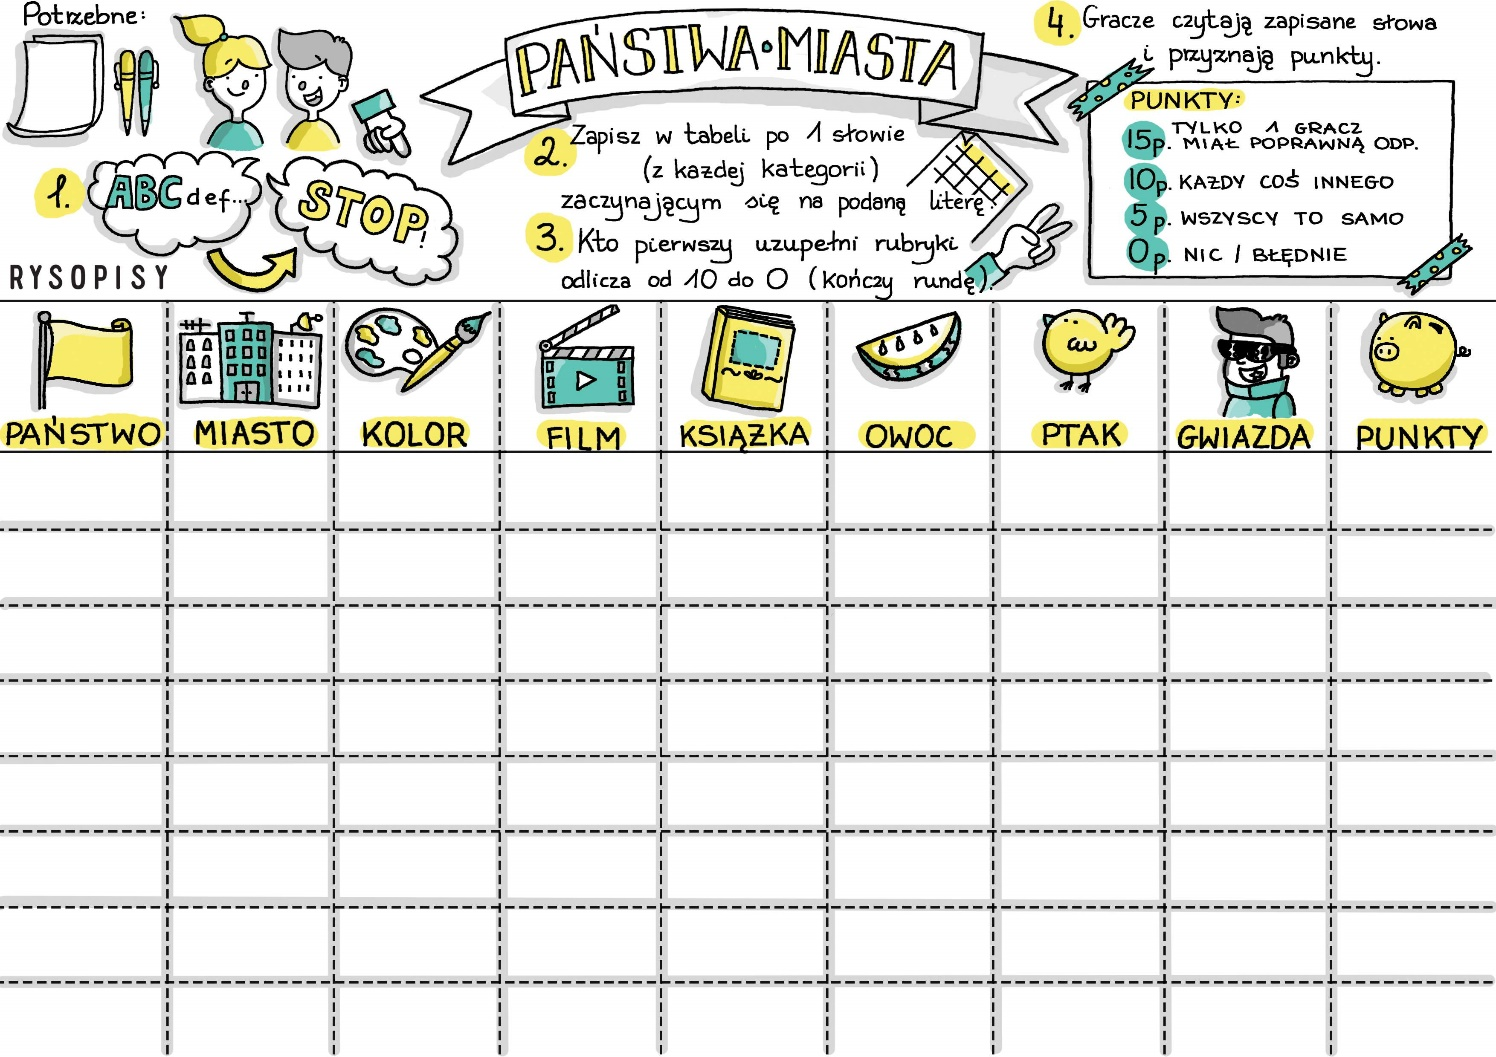 Potrzebne:
PAŃSTWA • MIASTA
1.
ABC def...
STOP!
RYSOPISY
2. Zapisz w tabeli po 1 słowie
(z każdej kategorii)
zaczynającym się na podaną literę.
3. Kto pierwszy uzupełni rubryki
odlicza od 10 do 0 (kończy rundę).
4. Gracze czytają zapisane słowa
i przyznają punkty.
PUNKTY:
15p. TYLKO 1 GRACZ
MIAŁ POPRAWNĄ ODP.
10p. KAŻDY COŚ INNEGO
5p. WSZYSCY TO SAMO
0p. NIC / BŁĘDNIE
PAŃSTWO MIASTO KOLOR FILM KSIĄŻKA OWOC PTAK GWIAZDA PUNKTY